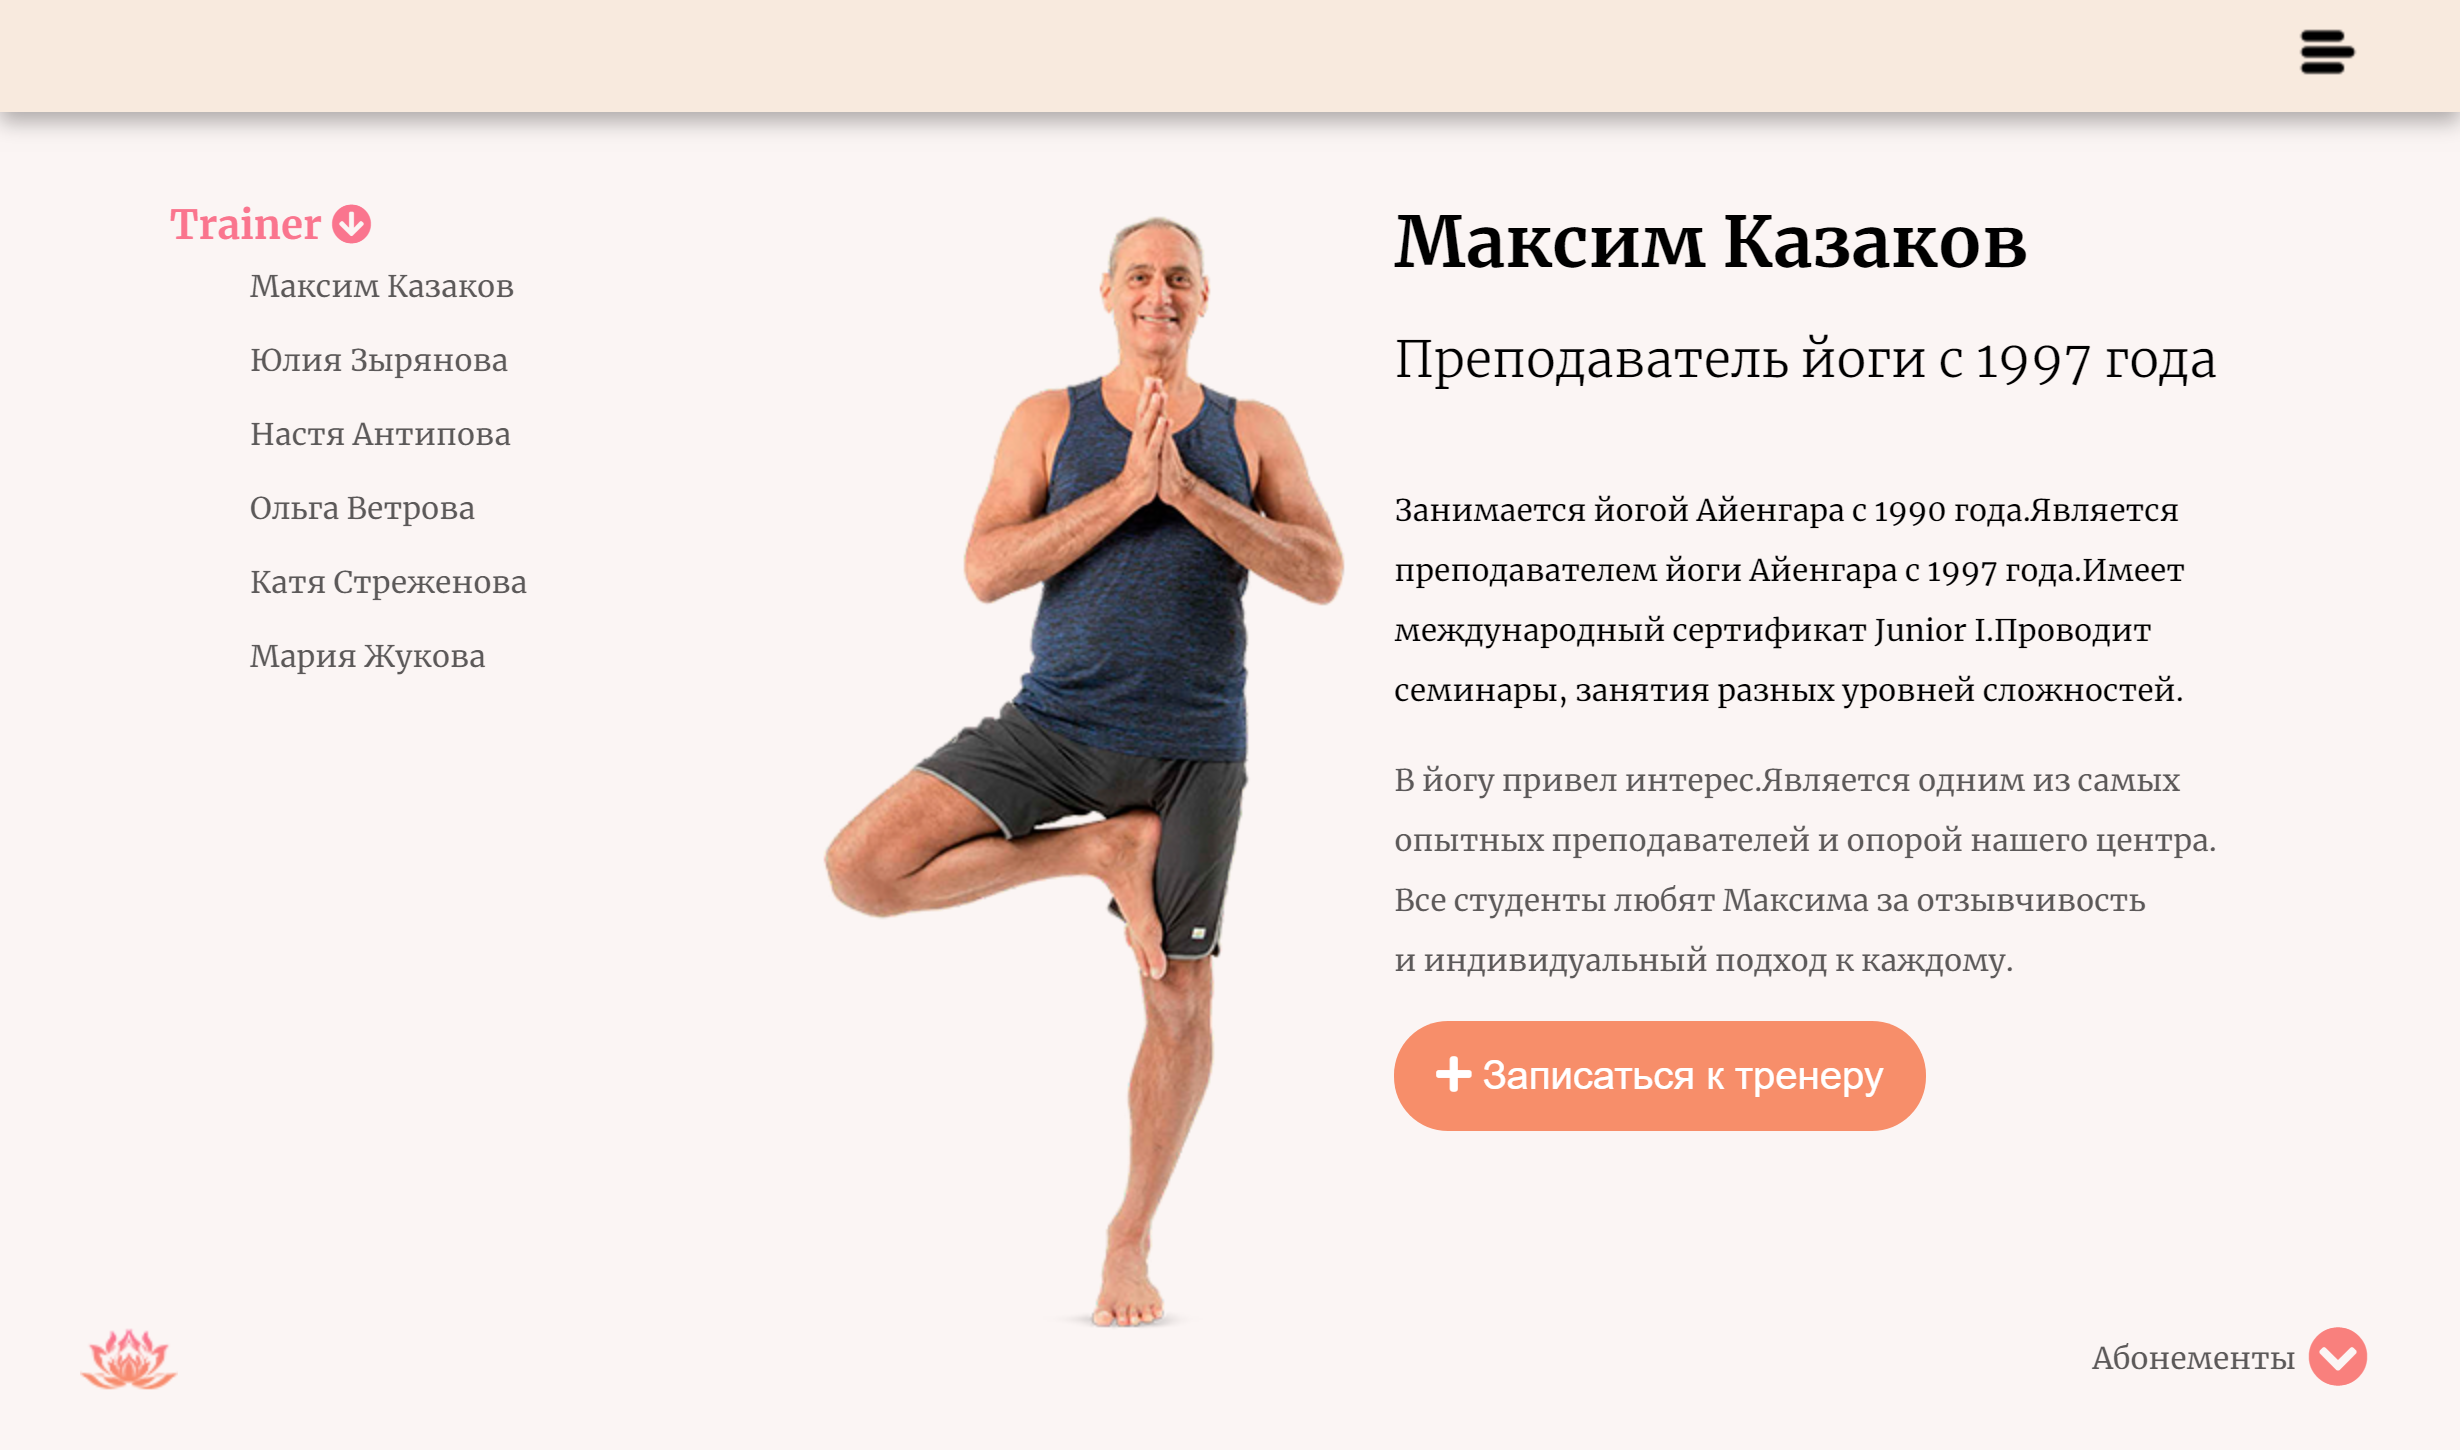 Trainer
Максим Казаков
Юлия Зырянова
Настя Антипова
Ольга Ветрова
Катя Стреженова
Мария Жукова
Максим Казаков
Преподаватель йоги с 1997 года
Занимается йогой Айенгара с 1990 года.Является
преподавателем йоги Айенгара с 1997 года.Имеет
международный сертификат Junior I.Проводит
семинары, занятия разных уровней сложностей.
В йогу привел интерес.Является одним из самых
опытных преподавателей и опорой нашего центра.
Все студенты любят Максима за отзывчивость
и индивидуальный подход к каждому.
Записаться к тренеру
Абонементы